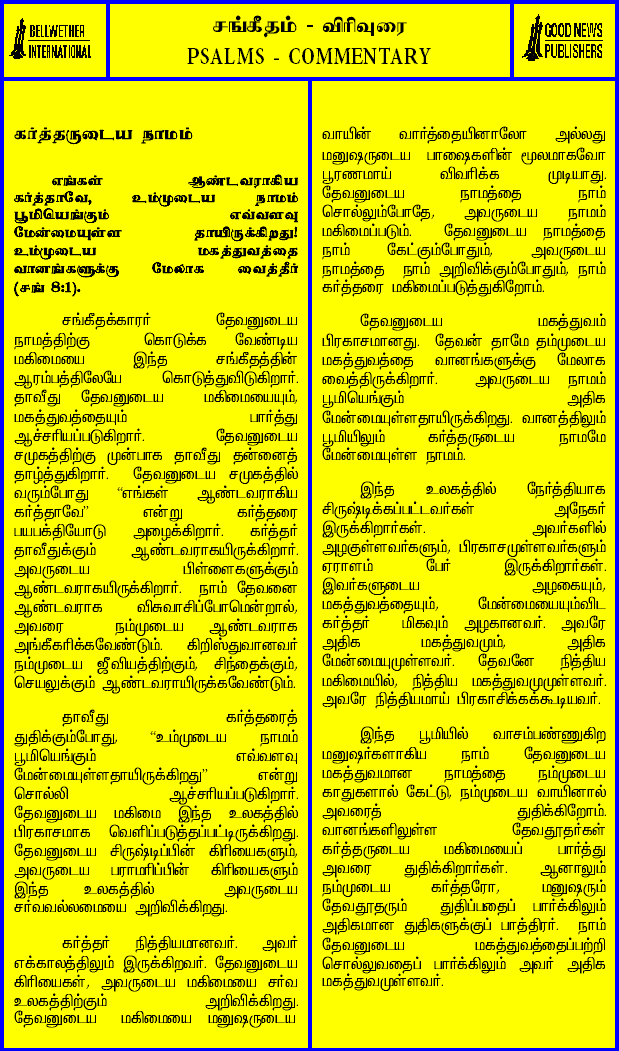 BELLWETHER
INTERNATIONAL
சங்கீதம் - விரிவுரை
PSALMS - COMMENTARY
GOOD NEWS
PUBLISHERS
கர்த்தருடைய நாமம்
எங்கள் ஆண்டவராகிய
கர்த்தாவே, உம்முடைய நாமம்
பூமியெங்கும் எவ்வளவு
மேன்மையுள்ள தாயிருக்கிறது!
உம்முடைய மகத்துவத்தை
வானங்களுக்கு மேலாக வைத்தீர்
(சங் 8:1).
சங்கீதக்காரர் தேவனுடைய
நாமத்திற்கு கொடுக்க வேண்டிய
மகிமையை இந்த சங்கீதத்தின்
ஆரம்பத்திலேயே கொடுத்துவிடுகிறார்.
தாவீது தேவனுடைய மகிமையையும்,
மகத்துவத்தையும் பார்த்து
ஆச்சரியப்படுகிறார். தேவனுடைய
சமுகத்திற்கு முன்பாக தாவீது தன்னைத்
தாழ்த்துகிறார். தேவனுடைய சமுகத்தில்
வரும்போது “எங்கள் ஆண்டவராகிய
கர்த்தாவே” என்று கர்த்தரை
பயபக்தியோடு அழைக்கிறார். கர்த்தர்
தாவீதுக்கும் ஆண்டவராகயிருக்கிறார்.
அவருடைய பிள்ளைகளுக்கும்
ஆண்டவராகயிருக்கிறார். நாம் தேவனை
ஆண்டவராக விசுவாசிப்போமென்றால்,
அவரை நம்முடைய ஆண்டவராக
அங்கீகரிக்கவேண்டும். கிறிஸ்துவானவர்
நம்முடைய ஜீவியத்திற்கும், சிந்தைக்கும்,
செயலுக்கும் ஆண்டவராயிருக்கவேண்டும்.
தாவீது கர்த்தரைத்
துதிக்கும்போது, “உம்முடைய நாமம்
பூமியெங்கும் எவ்வளவு
மேன்மையுள்ளதாயிருக்கிறது” என்று
சொல்லி ஆச்சரியப்படுகிறார்.
தேவனுடைய மகிமை இந்த உலகத்தில்
பிரகாசமாக வெளிப்படுத்தப்பட்டிருக்கிறது.
தேவனுடைய சிருஷ்டிப்பின் கிரியைகளும்,
அவருடைய பராமரிப்பின் கிரியைகளும்
இந்த உலகத்தில் அவருடைய
சர்வவல்லமையை அறிவிக்கிறது.
கர்த்தர் நித்தியமானவர். அவர்
எக்காலத்திலும் இருக்கிறவர். தேவனுடைய
கிரியைகள், அவருடைய மகிமையை சர்வ
உலகத்திற்கும் அறிவிக்கிறது.
தேவனுடைய மகிமையை மனுஷருடைய
வாயின் வார்த்தையினாலோ அல்லது
மனுஷருடைய பாஷைகளின் மூலமாகவோ
பூரணமாய் விவரிக்க முடியாது.
தேவனுடைய நாமத்தை நாம்
சொல்லும்போதே, அவருடைய நாமம்
மகிமைப்படும். தேவனுடைய நாமத்தை
நாம் கேட்கும்போதும், அவருடைய
நாமத்தை நாம் அறிவிக்கும்போதும், நாம்
கர்த்தரை மகிமைப்படுத்துகிறோம்.
தேவனுடைய மகத்துவம்
பிரகாசமானது. தேவன் தாமே தம்முடைய
மகத்துவத்தை வானங்களுக்கு மேலாக
வைத்திருக்கிறார். அவருடைய நாமம்
பூமியெங்கும் அதிக
மேன்மையுள்ளதாயிருக்கிறது. வானத்திலும்
பூமியிலும் கர்த்தருடைய நாமமே
மேன்மையுள்ள நாமம்.
இந்த உலகத்தில் நேர்த்தியாக
சிருஷ்டிக்கப்பட்டவர்கள் அநேகர்
இருக்கிறார்கள். அவர்களில்
அழகுள்ளவர்களும், பிரகாசமுள்ளவர்களும்
ஏராளம் பேர் இருக்கிறார்கள்.
இவர்களுடைய அழகையும்,
மகத்துவத்தையும், மேன்மையையும்விட
கர்த்தர் மிகவும் அழகானவர். அவரே
அதிக மகத்துவமும், அதிக
மேன்மையுமுள்ளவர். தேவனே நித்திய
மகிமையில், நித்திய மகத்துவமுமுள்ளவர்.
அவரே நித்தியமாய் பிரகாசிக்கக்கூடியவர்.
இந்த பூமியில் வாசம்பண்ணுகிற
மனுஷர்களாகிய நாம் தேவனுடைய
மகத்துவமான நாமத்தை நம்முடைய
காதுகளால் கேட்டு, நம்முடைய வாயினால்
அவரைத் துதிக்கிறோம்.
வானங்களிலுள்ள தேவதூதர்கள்
கர்த்தருடைய மகிமையைப் பார்த்து
அவரை துதிக்கிறார்கள். ஆனாலும்
நம்முடைய கர்த்தரோ, மனுஷரும்
தேவதூதரும் துதிப்பதைப் பார்க்கிலும்
அதிகமான துதிகளுக்குப் பாத்திரர். நாம்
தேவனுடைய மகத்துவத்தைப்பற்றி
சொல்லுவதைப் பார்க்கிலும் அவர் அதிக
மகத்துவமுள்ளவர்.